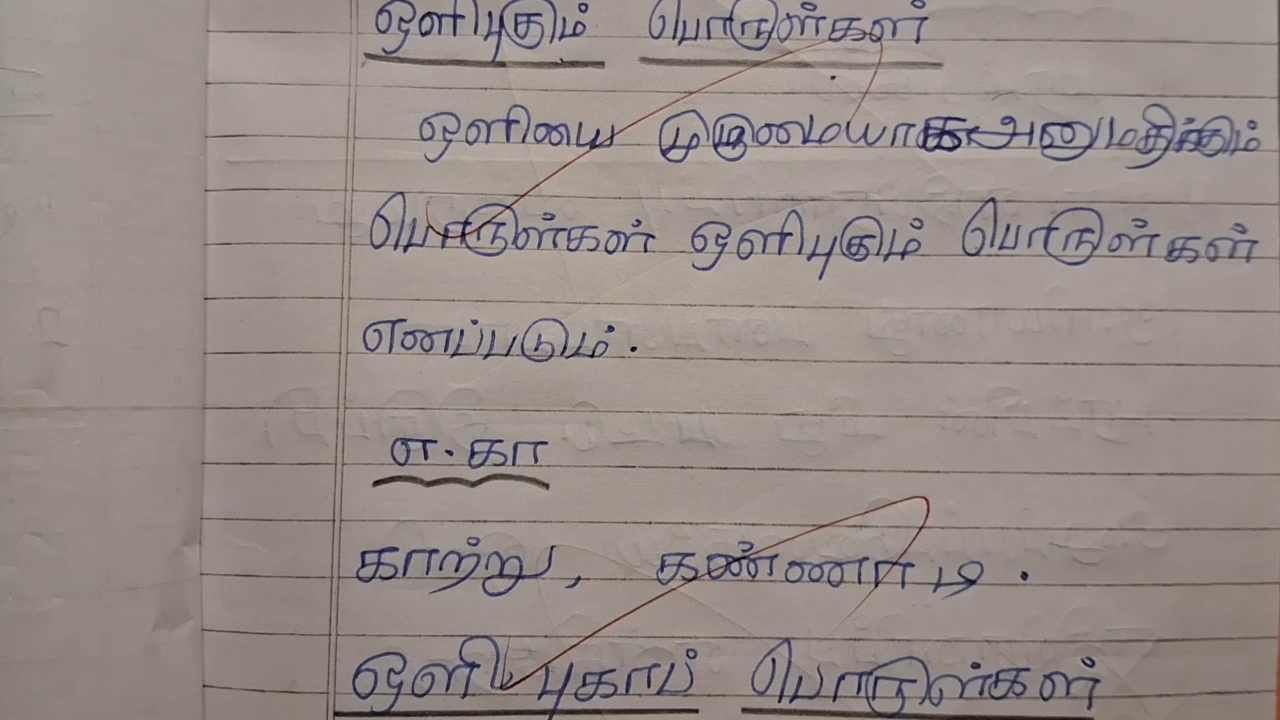 ஒளிபுகும் பொருள்கள்
ஒளியை முழுமையாக அனுமதிக்கும்
பொருள்கள் ஒளிபுகும் பொருள்கள்
எனப்படும்.
எ.கா
காற்று, கண்ணாடி.
ஒளி புகாப் பொருள்கள்